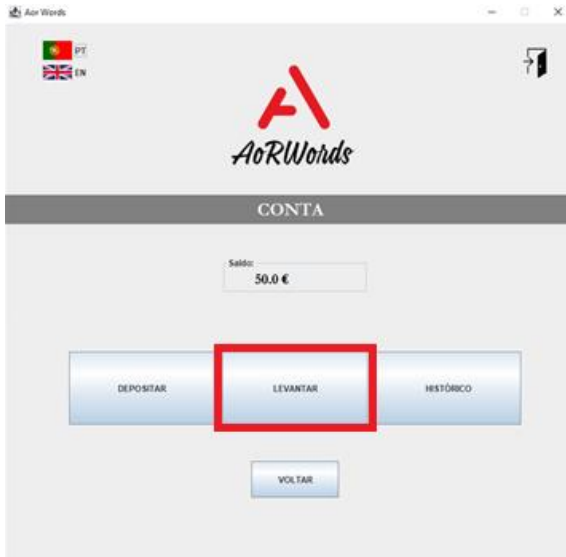 Aor Words
PT
EN
AoRWords
CONTA
Saldo:
50.0 €
DEPOSITAR
LEVANTAR
HISTÓRICO
VOLTAR